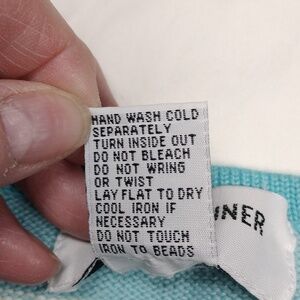 HAND WASH COLD
SEPARATELY
TURN INSIDE OUT
DO NOT BLEACH
DO NOT WRING
OR TWIST
LAY FLAT TO DRY
COOL IRON IF
NECESSARY
DO NOT TOUCH
IRON TO BEADS